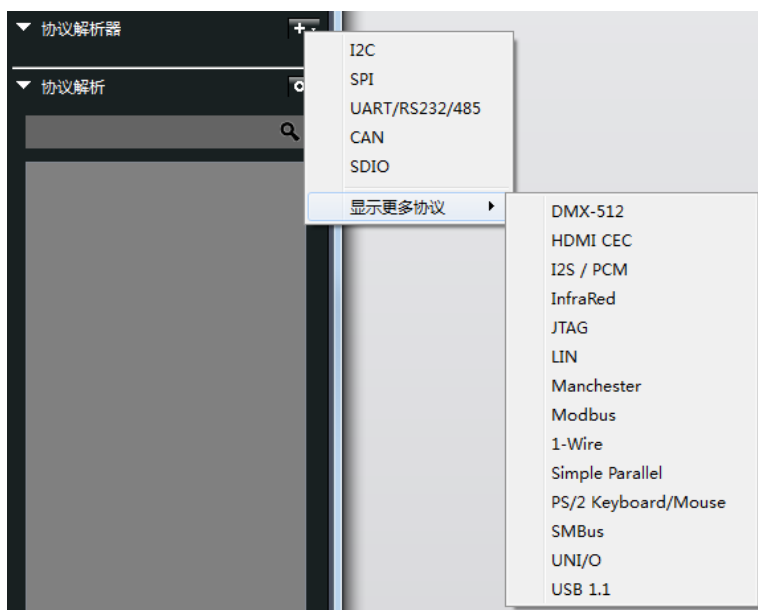 协议解析器
协议解析
I2C
SPI
UART/RS232/485
CAN
SDIO
显示更多协议
DMX-512
HDMI CEC
I2S / PCM
InfraRed
JTAG
LIN
Manchester
Modbus
1-Wire
Simple Parallel
PS/2 Keyboard/Mouse
SMBus
UNI/O
USB 1.1